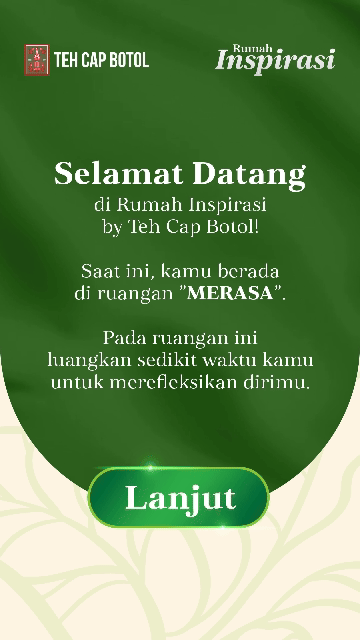 TEH CAP BOTOL
Rumah
Inspirasi
Selamat Datang
di Rumah Inspirasi
by Teh Cap Botol!
Saat ini, kamu berada
di ruangan "MERASA".
Pada ruangan ini
luangkan sedikit waktu kamu
untuk merefleksikan dirimu.
Lanjut